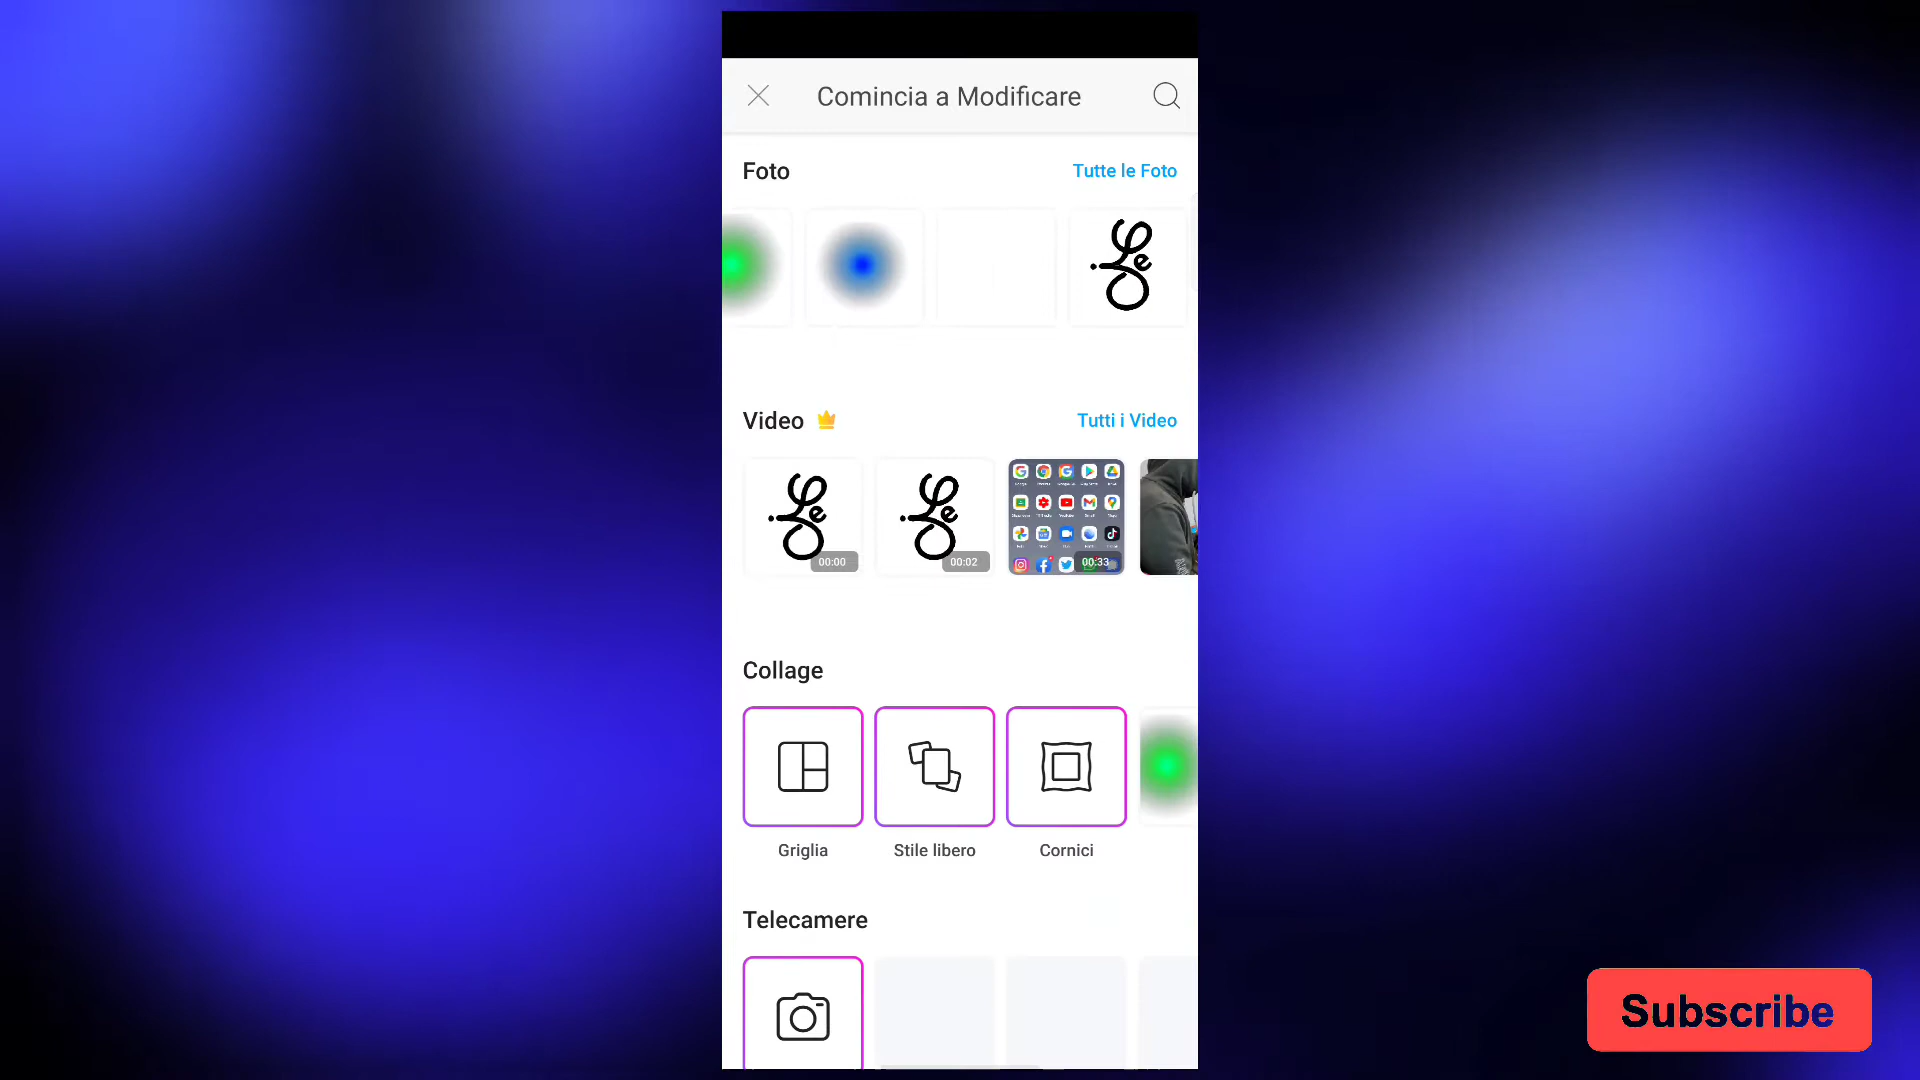 Comincia a Modificare
Foto
Tutte le Foto
Video
Tutti i Video
00:00
00:02
00:33
Collage
Griglia
Stile libero
Cornici
Telecamere
Subscribe